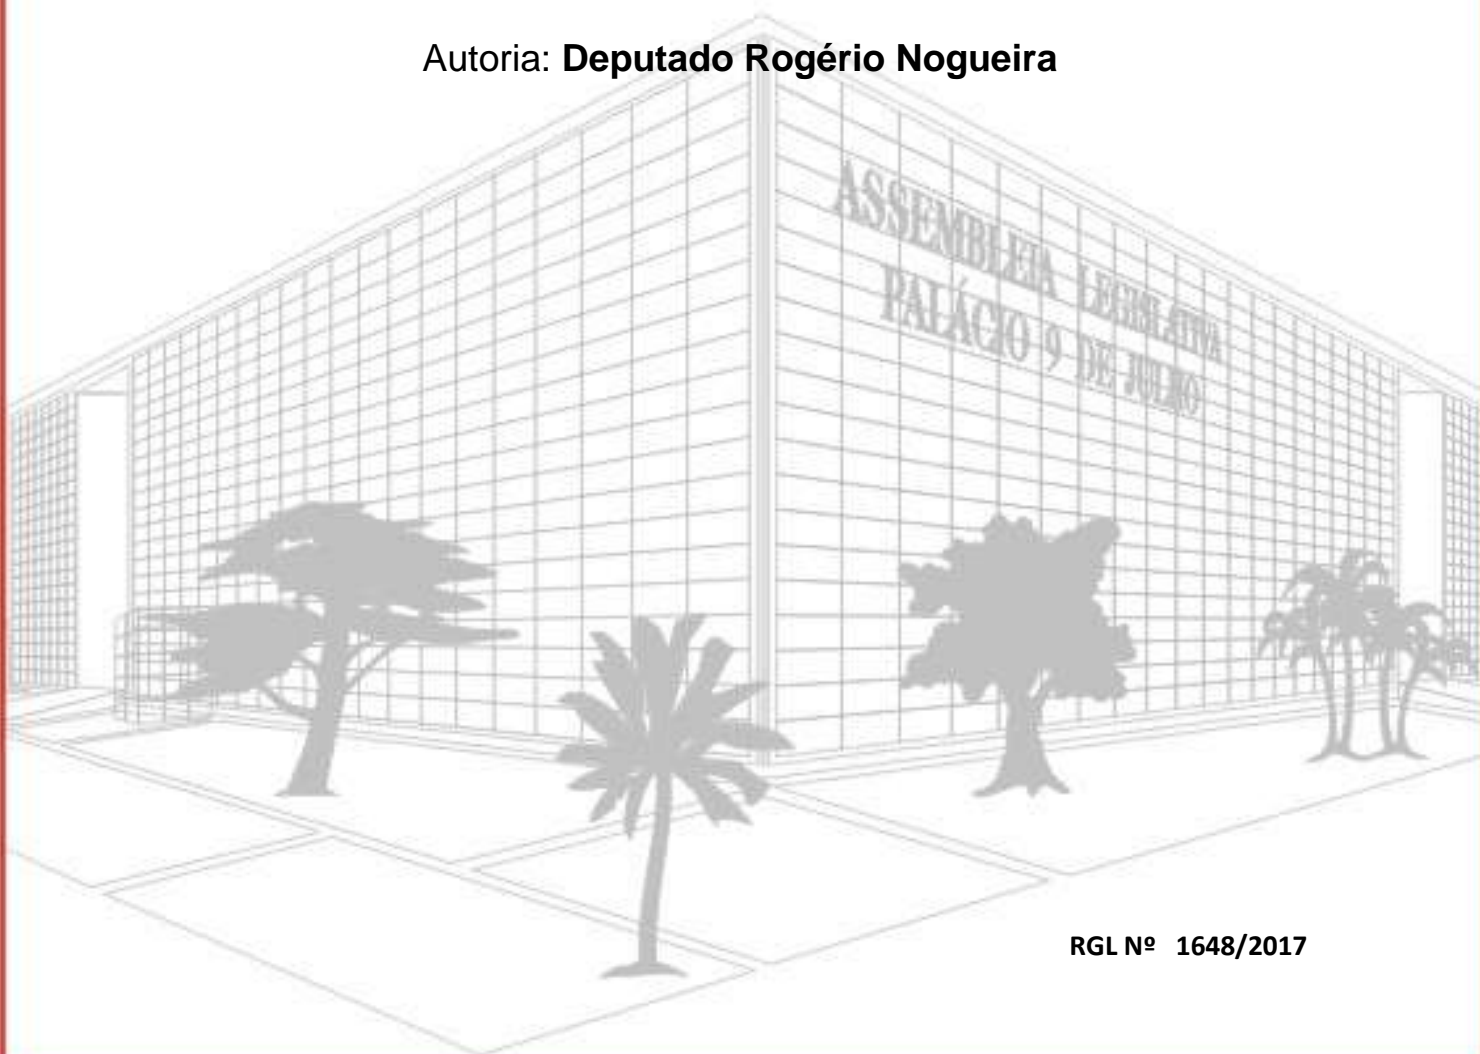 Autoria: Deputado Rogério Nogueira
ASSEMBLEIA LEGISLATIVA
PALÁCIO 9 DE JULHO
RGL Nº 1648/2017